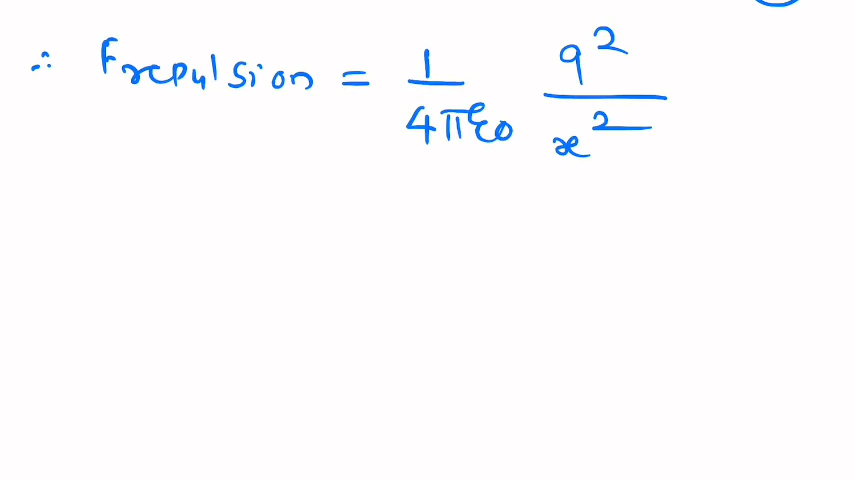 ∴ Frepulsion = 1/4πε0 q²/x²